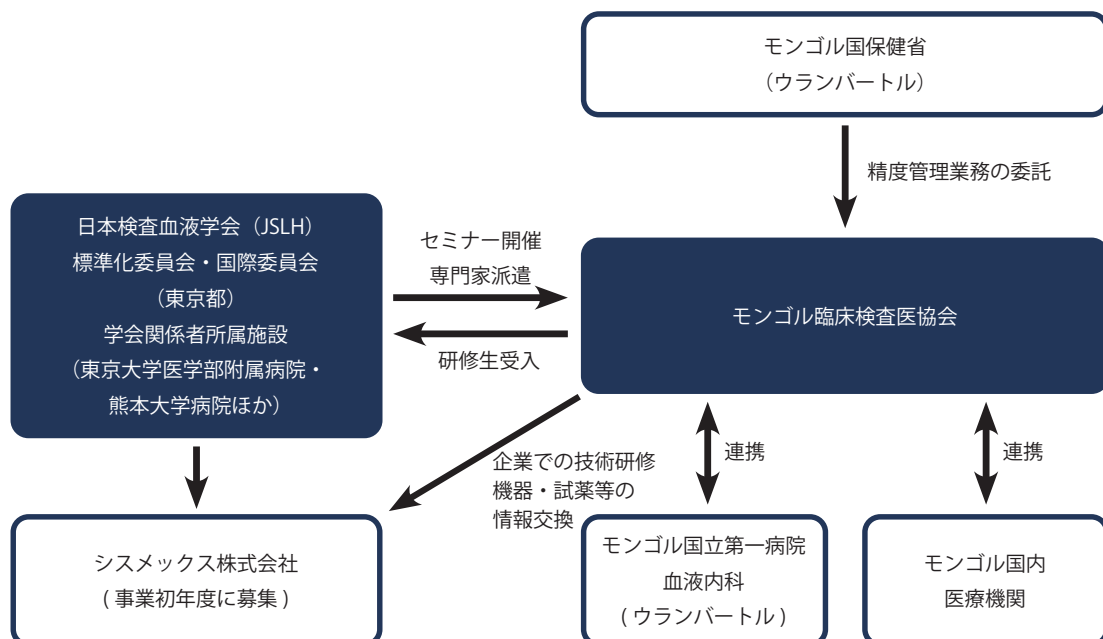 モンゴル国保健省
（ウランバートル）
精度管理業務の委託
日本検査血液学会（JSLH）
標準化委員会・国際委員会
（東京都）
学会関係者所属施設
（東京大学医学部附属病院・
熊本大学病院ほか）
セミナー開催
専門家派遣
研修生受入
モンゴル臨床検査医協会
企業での技術研修
機器・試薬等の
情報交換
連携
連携
シスメックス株式会社
( 事業初年度に募集 )
モンゴル国立第一病院
血液内科
( ウランバートル )
モンゴル国内
医療機関